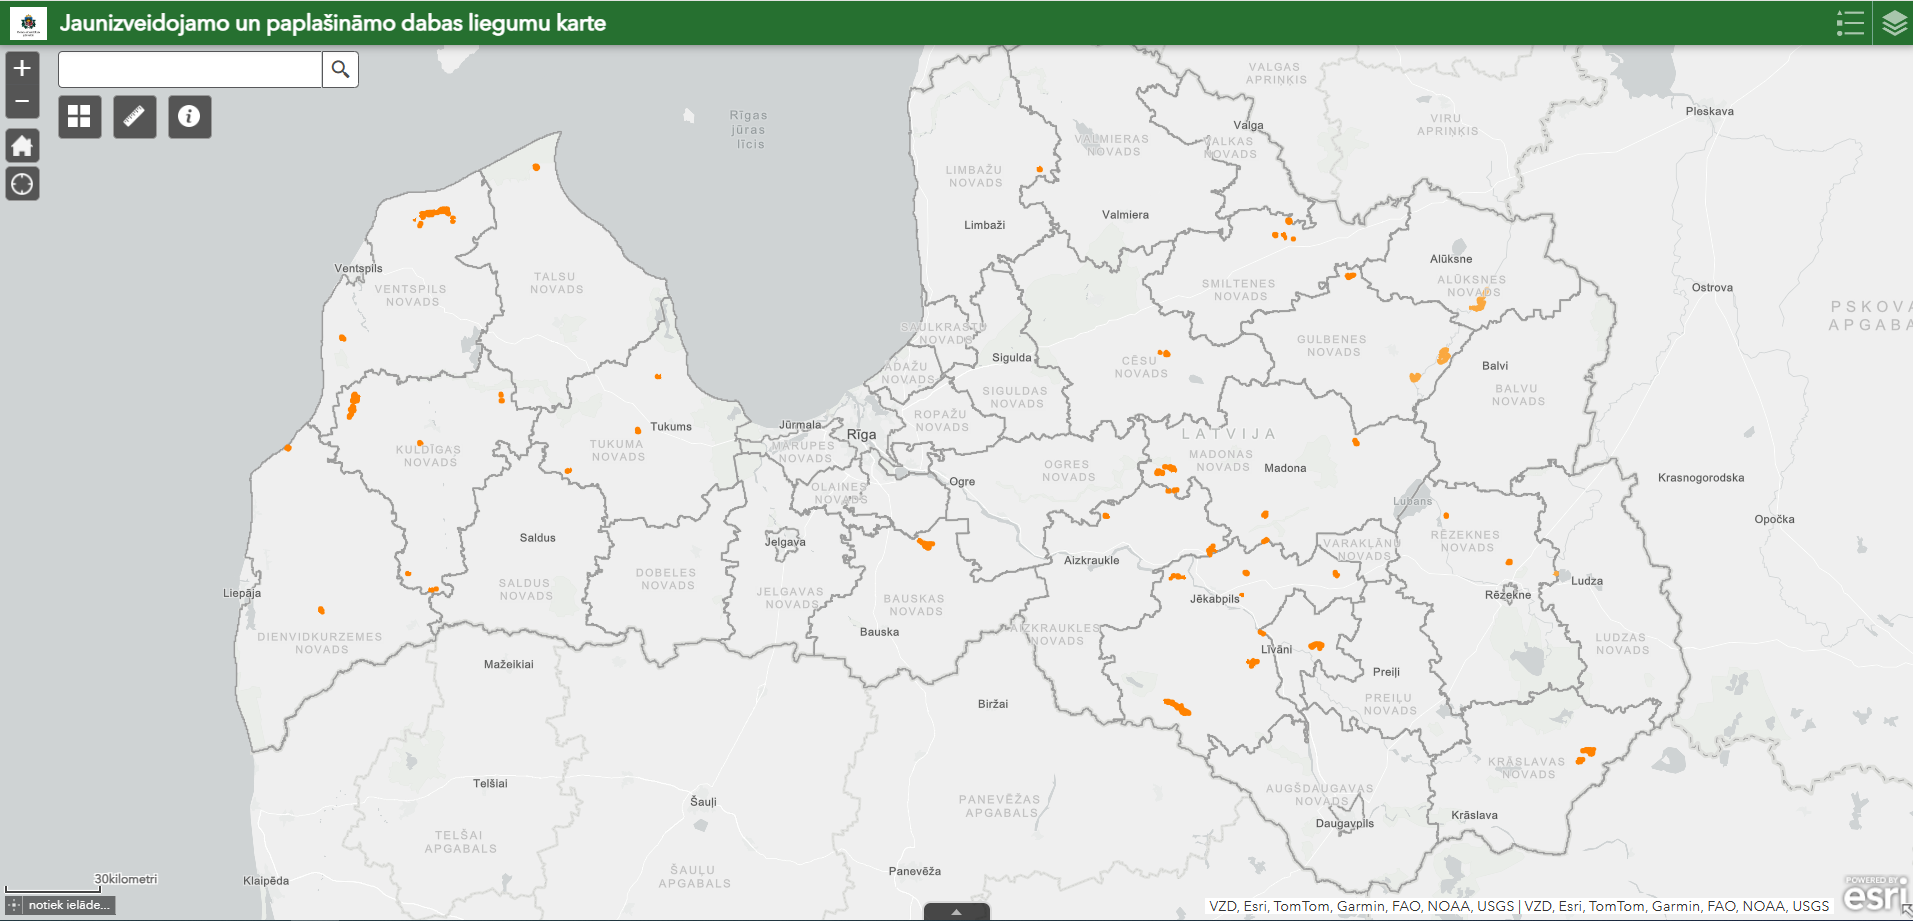 Jaunizveidojamo un paplašināmo dabas liegumu karte
VALGAS
APRIŅĶIS
Pleskava
Rīgas
jūras
līcis
Valga
VIRU
APRIŅĶIS
VALMIERAS
NOVADS
VALKAS
NOVADS
LIMBAŽU
NOVADS
Limbaži
Valmiera
Ventspils
VENTSPILS
NOVADS
TALSU
NOVADS
Alūksne
ALŪKSNES
NOVADS
SMILTENES
NOVADS
Ostrova
PSKOVA
APGABA
SAULKRASTU
NOVADS
Sigulda
CĒSU
NOVADS
GULBENES
NOVADS
Balvi
BALVU
NOVADS
ĀDAŽU
NOVADS
SIGULDAS
NOVADS
ROPAŽU
NOVADS
Tukums
TUKUMA
NOVADS
Jūrmala
Rīga
MĀRUPES
NOVADS
LATVIJA
KULDĪGAS
NOVADS
OGRES
NOVADS
MADONAS
NOVADS
Madona
Krasnogorodska
Ogre
OLAINES
NOVADS
Lubāns
Opočka
Saldus
Jelgava
RĒZEKNES
NOVADS
VARAKĻĀNU
NOVADS
Aizkraukle
SALDUS
NOVADS
DOBELES
NOVADS
JELGAVAS
NOVADS
BAUSKAS
NOVADS
Liepāja
Jēkabpils
Rēzekne
Ludza
Bauska
AIZKRAUKLES
NOVADS
DIENVIDKURZEMES
NOVADS
LUDZAS
NOVADS
Līvāni
Mažeikiai
Preiļi
PREIĻU
NOVADS
Biržai
KRĀSLAVAS
NOVADS
Telšiai
AUGŠDAUGAVAS
NOVADS
Šauļi
PANEVĒŽAS
APGABALS
Krāslava
Daugavpils
TELŠAI
APGABALS
ŠAUĻU
APGABALS
Panevēža
Klaipēda
30kilometri
notiek ielāde...
POWERED BY
esri
VZD, Esri, TomTom, Garmin, FAO, NOAA, USGS | VZD, Esri, TomTom, Garmin, FAO, NOAA, USGS